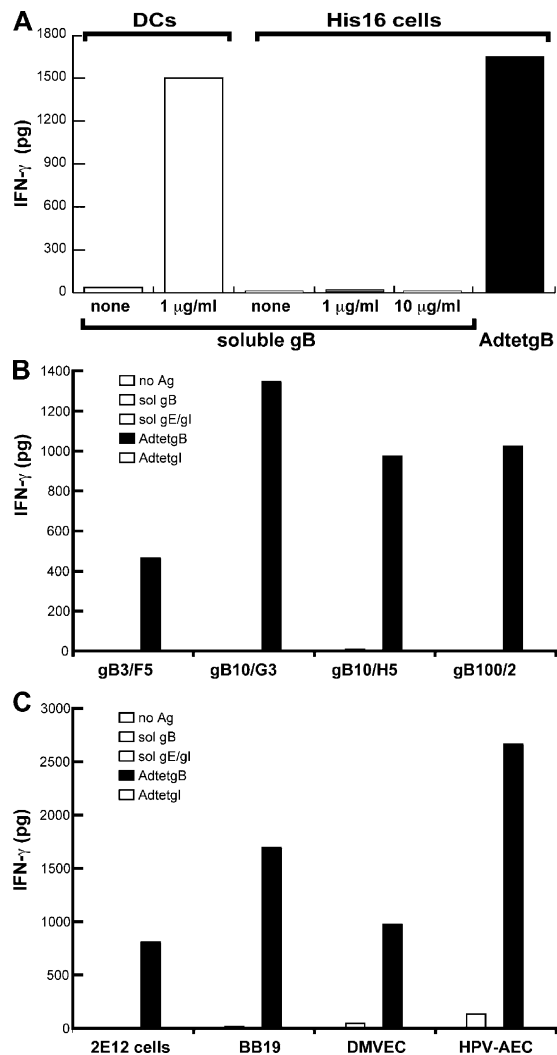 A
DCs His16 cells
IFN-γ (pg)
1800
1500
1200
900
600
300
0
none 1 µg/ml none 1 µg/ml 10 µg/ml
soluble gB AdtetgB
B
IFN-γ (pg)
1400
1200
1000
800
600
400
200
0
no Ag
sol gB
sol gE/gI
AdtetgB
AdtetgI
gB3/F5 gB10/G3 gB10/H5 gB100/2
C
IFN-γ (pg)
3000
2500
2000
1500
1000
500
0
no Ag
sol gB
sol gE/gI
AdtetgB
AdtetgI
2E12 cells BB19 DMVEC HPV-AEC